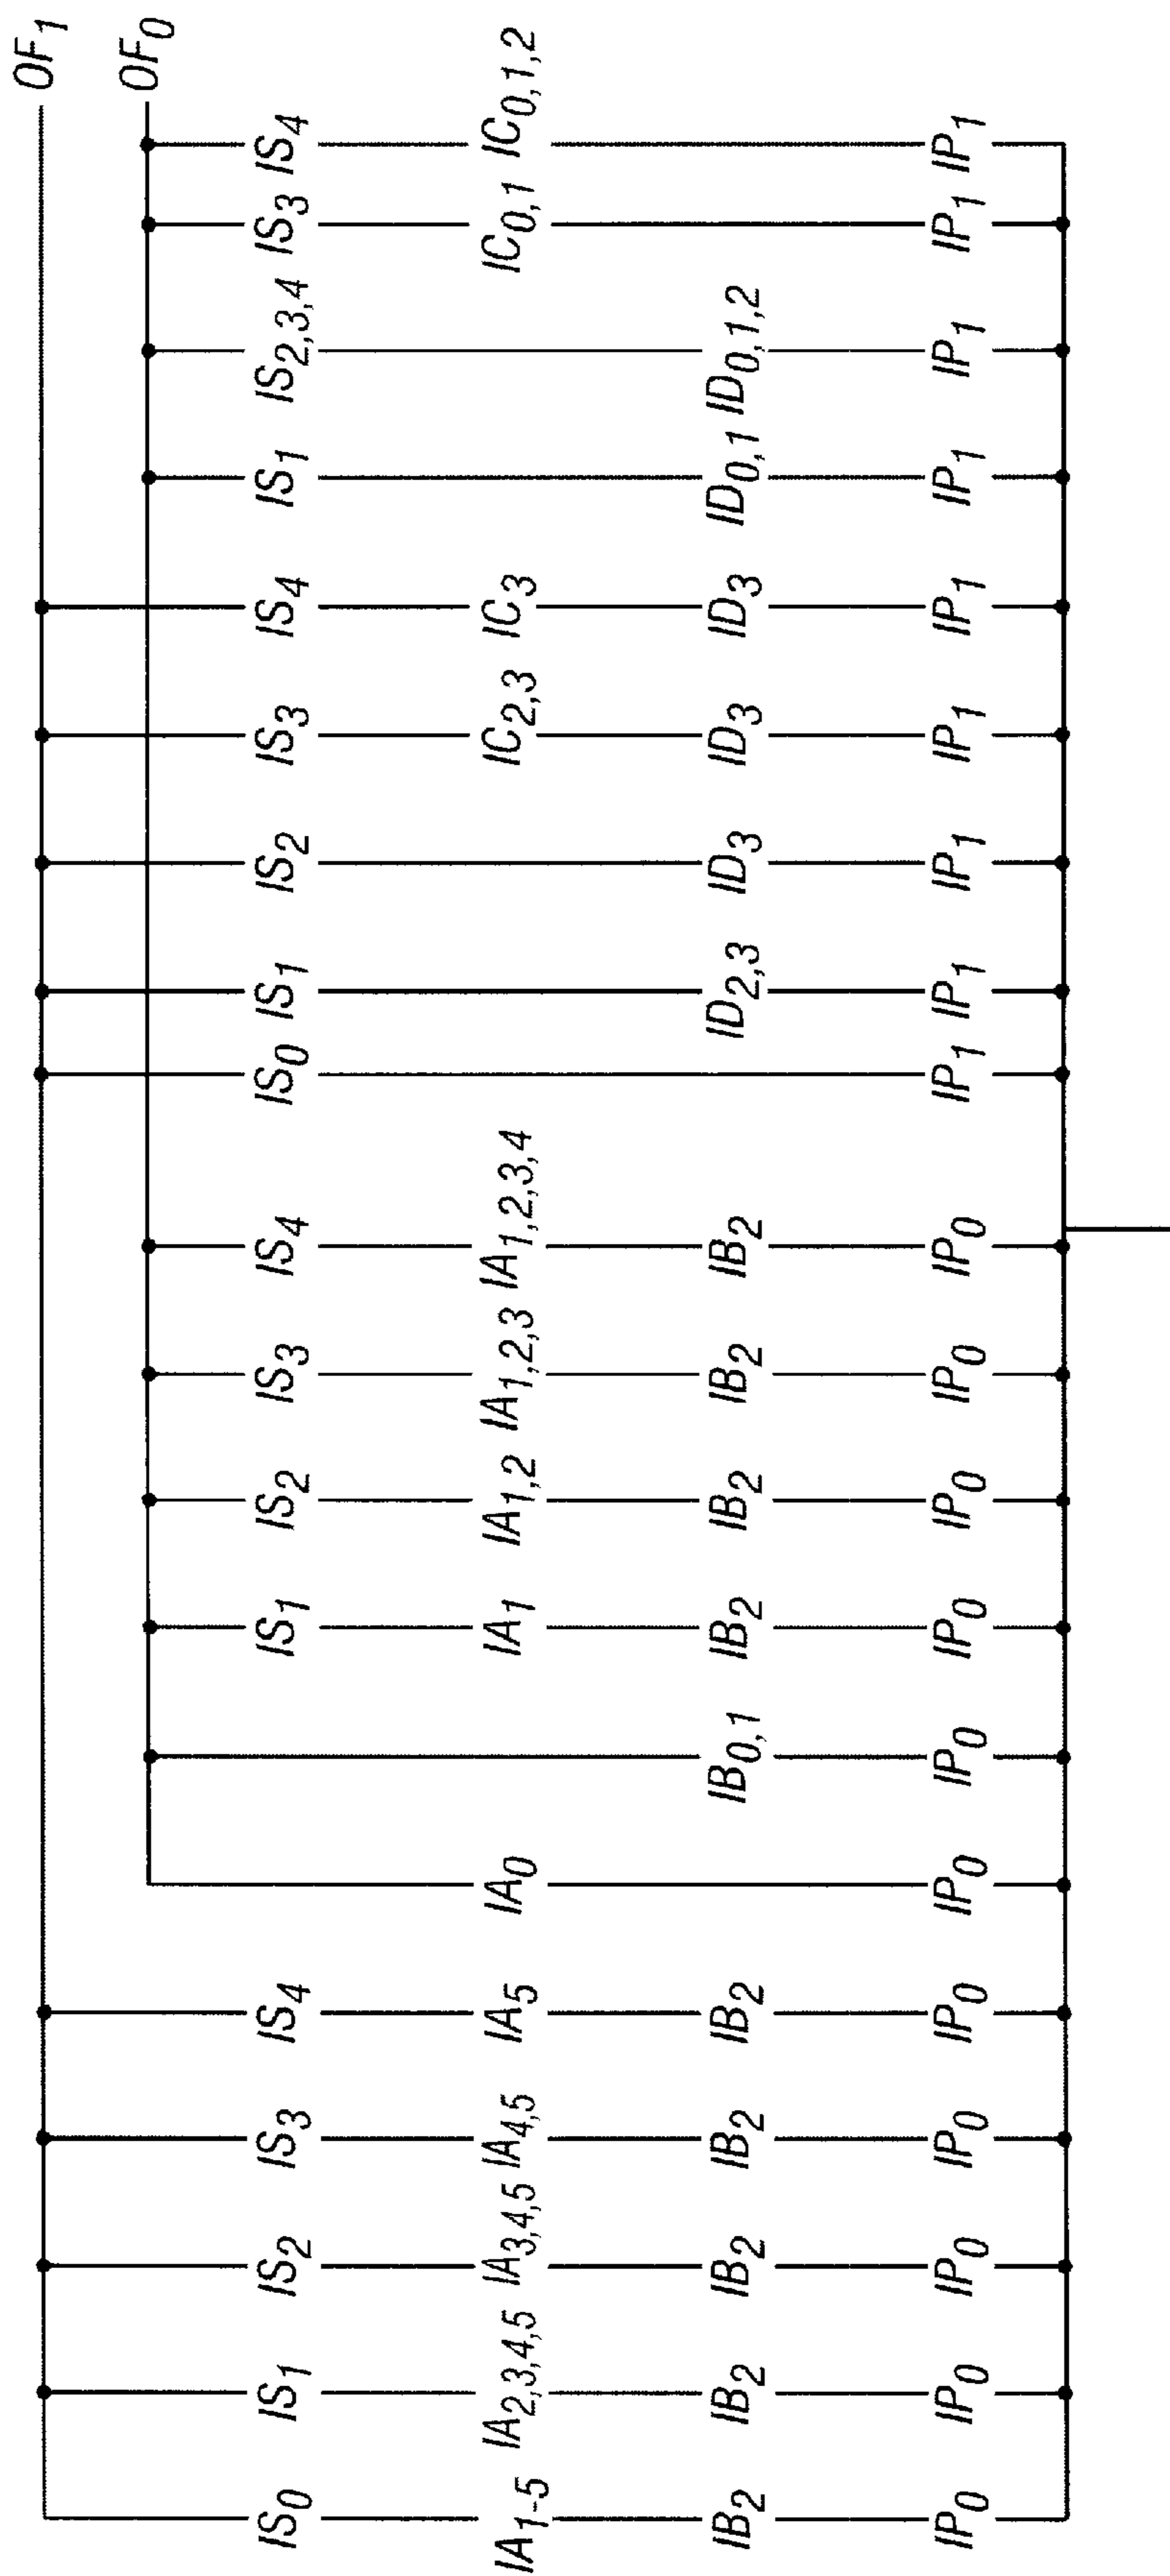 OF1
OF0
IS0 IS1 IS2 IS3 IS4 IS1 IS2 IS3 IS4 IS0 IS1 IS2 IS3 IS4 IS1 IS2,3,4 IS3 IS4
IA1-5 IA2,3,4,5 IA3,4,5 IA4,5 IA5 IA0 IA1 IA1,2 IA1,2,3 IA1,2,3,4 IC2,3 IC3 IC0,1 IC0,1,2
IB2 IB2 IB2 IB2 IB2 IB0,1 IB2 IB2 IB2 IB2 ID2,3 ID3 ID3 ID3 ID0,1 ID0,1,2
IP0 IP0 IP0 IP0 IP0 IP0 IP0 IP0 IP0 IP0 IP0 IP1 IP1 IP1 IP1 IP1 IP1 IP1 IP1 IP1